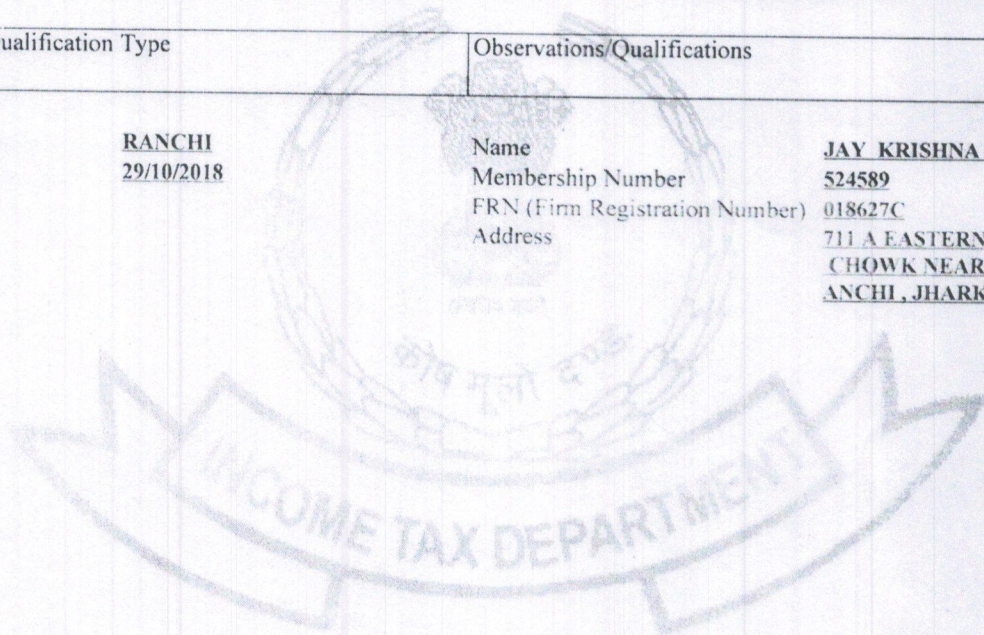 ualification Type Observations/Qualifications
RANCHI
29/10/2018
Name JAY KRISHNA
Membership Number 524589
FRN (Firm Registration Number) 018627C
Address 711 A EASTERN
CHOWK NEAR
ANCHI , JHARK
कोष मूलो दण्डः
INCOME TAX DEPARTMENT